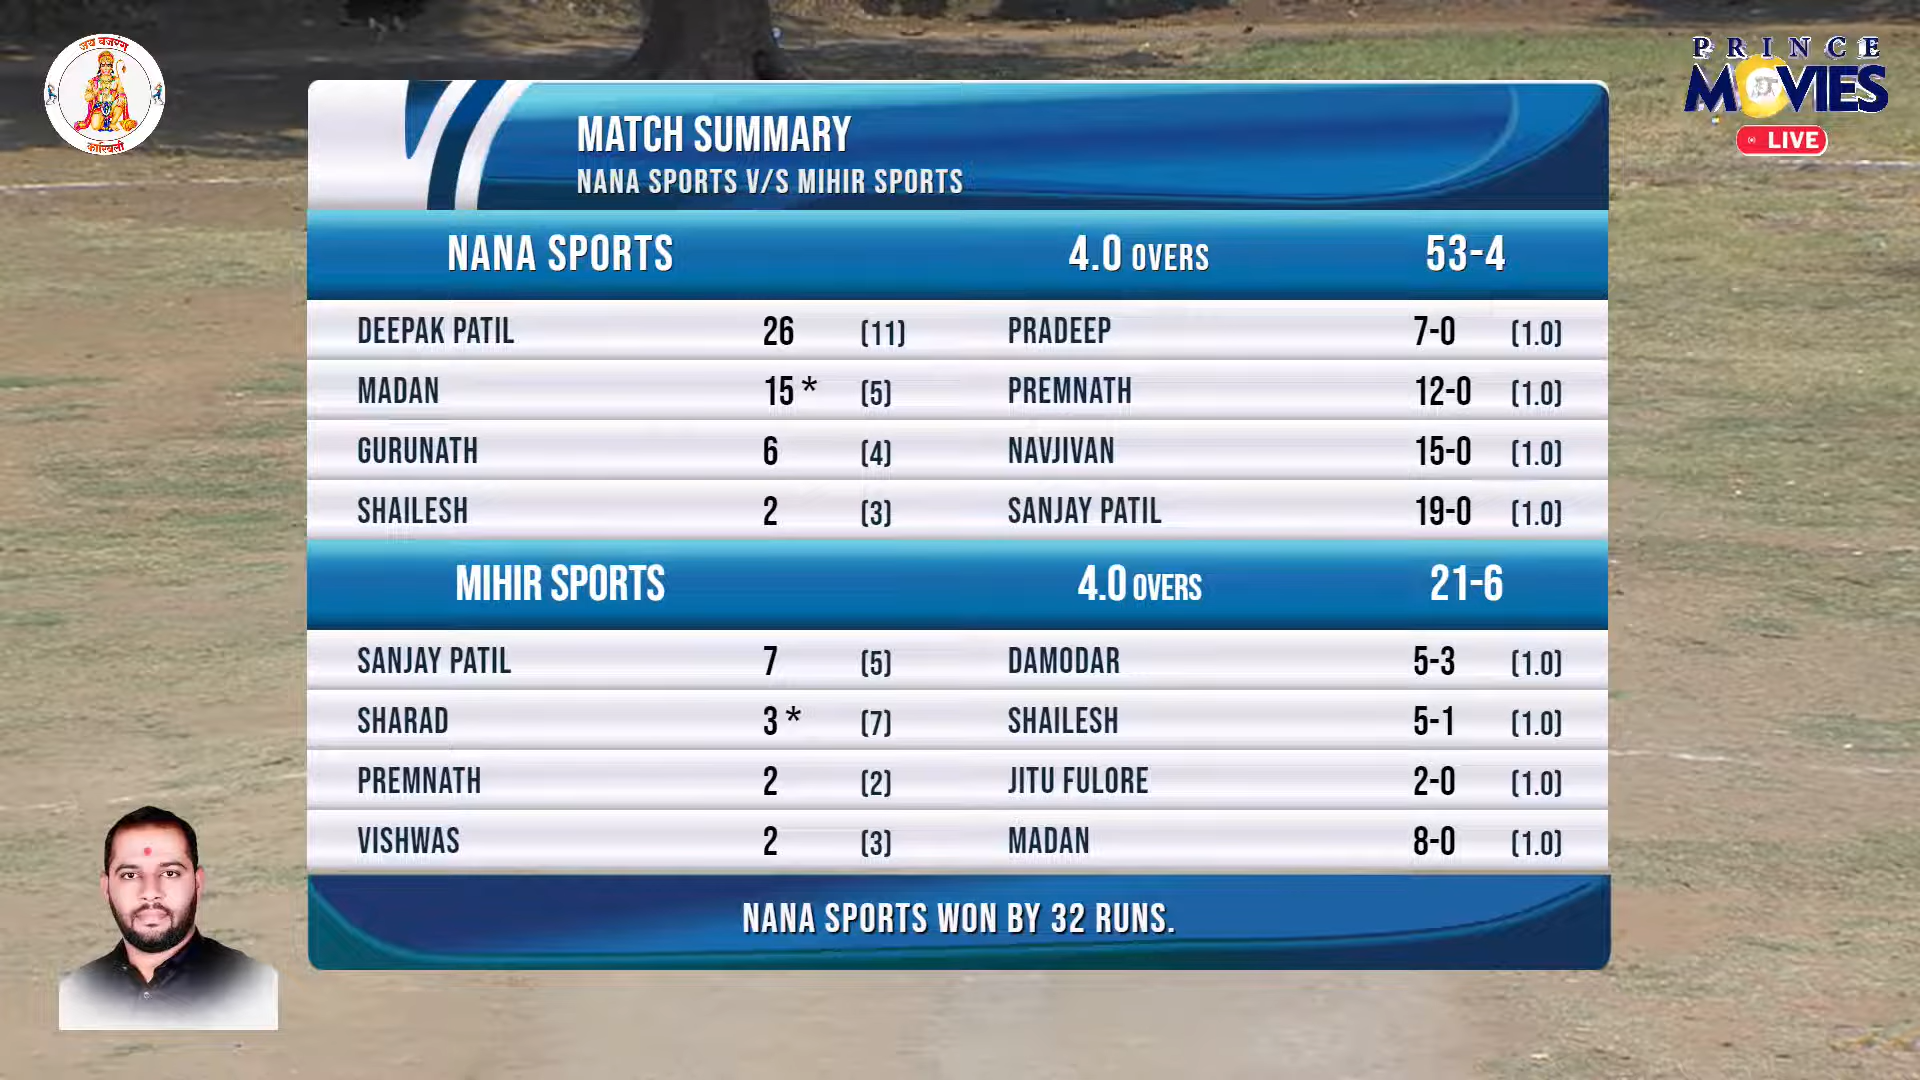 जय बजरंग
कारिवली
PRINCE
MOVIES
LIVE
MATCH SUMMARY
NANA SPORTS V/S MIHIR SPORTS
NANA SPORTS 4.0 OVERS 53-4
DEEPAK PATIL 26 (11) PRADEEP 7-0 (1.0)
MADAN 15 * (5) PREMNATH 12-0 (1.0)
GURUNATH 6 (4) NAVJIVAN 15-0 (1.0)
SHAILESH 2 (3) SANJAY PATIL 19-0 (1.0)
MIHIR SPORTS 4.0 OVERS 21-6
SANJAY PATIL 7 (5) DAMODAR 5-3 (1.0)
SHARAD 3 * (7) SHAILESH 5-1 (1.0)
PREMNATH 2 (2) JITU FULORE 2-0 (1.0)
VISHWAS 2 (3) MADAN 8-0 (1.0)
NANA SPORTS WON BY 32 RUNS.